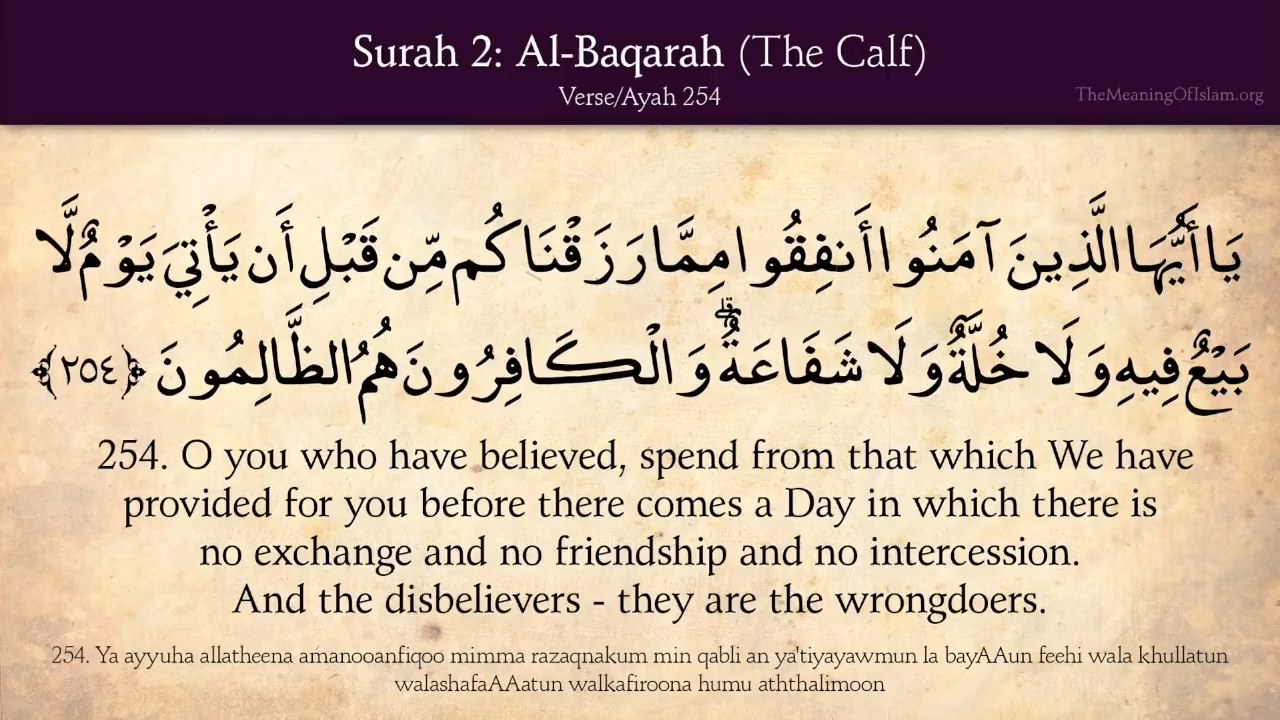 Surah 2: Al-Baqarah (The Calf)
Verse/Ayah 254
TheMeaningOfIslam.org
يَا أَيُّهَا الَّذِينَ آمَنُوا أَنفِقُوا مِمَّا رَزَقْنَاكُم مِّن قَبْلِ أَن يَأْتِيَ يَوْمٌ لَّا
بَيْعٌ فِيهِ وَلَا خُلَّةٌ وَلَا شَفَاعَةٌ ۗ وَالْكَافِرُونَ هُمُ الظَّالِمُونَ ﴿٢٥٤﴾
254. O you who have believed, spend from that which We have
provided for you before there comes a Day in which there is
no exchange and no friendship and no intercession.
And the disbelievers - they are the wrongdoers.
254. Ya ayyuha allatheena amanooanfiqoo mimma razaqnakum min qabli an ya'tiyayawmun la bayAAun feehi wala khullatun
walashafaAAatun walkafiroona humu aththalimoon